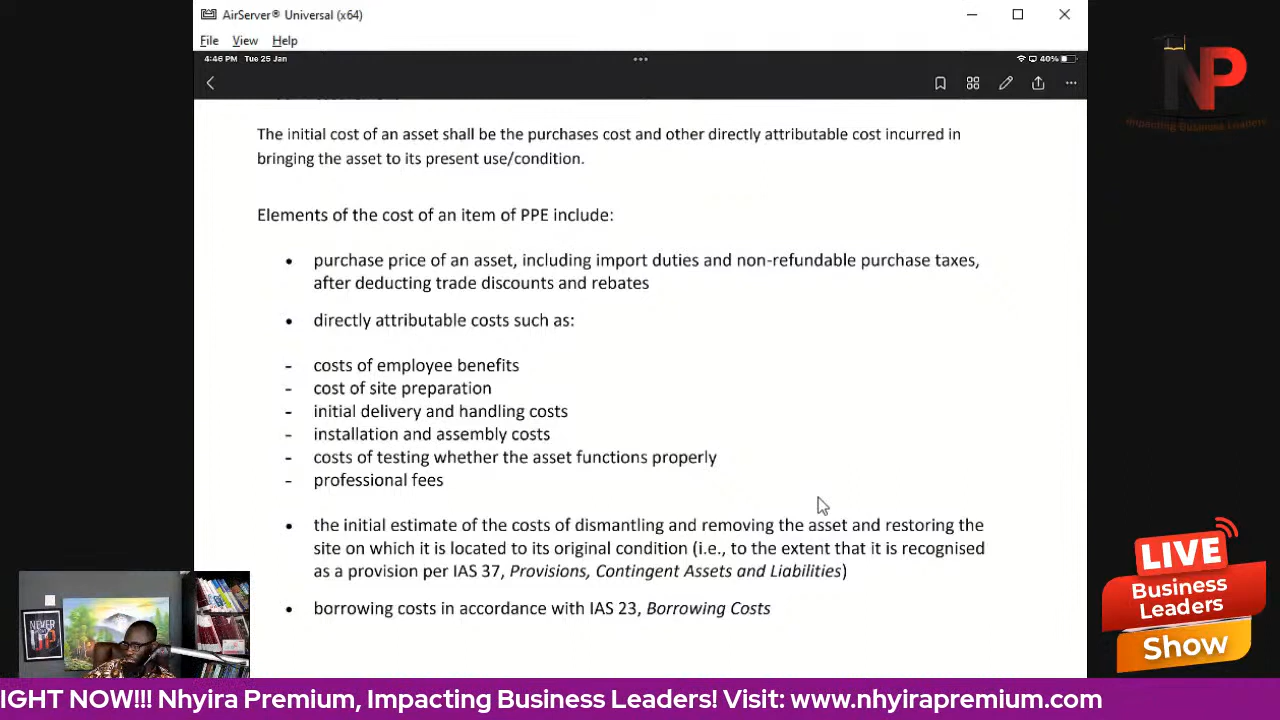 AirServer® Universal (x64)
File View Help
4:46 PM Tue 25 Jan
40%
The initial cost of an asset shall be the purchases cost and other directly attributable cost incurred in
bringing the asset to its present use/condition.
Elements of the cost of an item of PPE include:
• purchase price of an asset, including import duties and non-refundable purchase taxes,
after deducting trade discounts and rebates
• directly attributable costs such as:
- costs of employee benefits
- cost of site preparation
- initial delivery and handling costs
- installation and assembly costs
- costs of testing whether the asset functions properly
- professional fees
• the initial estimate of the costs of dismantling and removing the asset and restoring the
site on which it is located to its original condition (i.e., to the extent that it is recognised
as a provision per IAS 37, Provisions, Contingent Assets and Liabilities)
• borrowing costs in accordance with IAS 23, Borrowing Costs
NP
Impacting Business Leaders
LIVE
Business
Leaders
Show
NEVER
UP
IGHT NOW!!! Nhyira Premium, Impacting Business Leaders! Visit: www.nhyirapremium.com